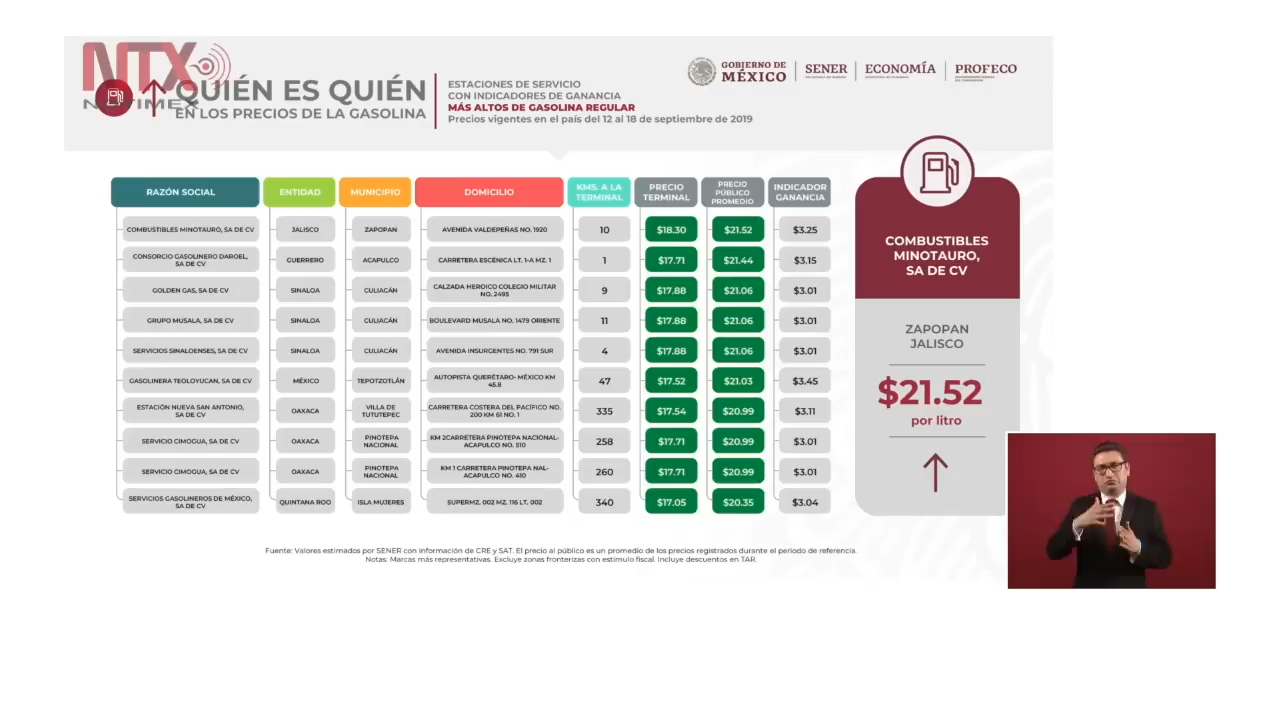 NTX
NOTIMEX
QUIÉN ES QUIÉN
EN LOS PRECIOS DE LA GASOLINA
ESTACIONES DE SERVICIO
CON INDICADORES DE GANANCIA
MÁS ALTOS DE GASOLINA REGULAR
Precios vigentes en el país del 12 al 18 de septiembre de 2019
GOBIERNO DE MÉXICO
SENER
ECONOMÍA
PROFECO
RAZÓN SOCIAL ENTIDAD MUNICIPIO DOMICILIO KMS. A LA TERMINAL PRECIO TERMINAL PRECIO PÚBLICO PROMEDIO INDICADOR GANANCIA
COMBUSTIBLES MINOTAURO, SA DE CV JALISCO ZAPOPAN AVENIDA VALDEPEÑAS NO. 1920 10 $18.30 $21.52 $3.25
CONSORCIO GASOLINERO DAROEL, SA DE CV GUERRERO ACAPULCO CARRETERA ESCÉNICA LT. 1-A MZ. 1 1 $17.71 $21.44 $3.15
GOLDEN GAS, SA DE CV SINALOA CULIACÁN CALZADA HEROICO COLEGIO MILITAR NO. 2495 9 $17.88 $21.06 $3.01
GRUPO MUSALA, SA DE CV SINALOA CULIACÁN BOULEVARD MUSALA NO. 1479 ORIENTE 11 $17.88 $21.06 $3.01
SERVICIOS SINALOENSES, SA DE CV SINALOA CULIACÁN AVENIDA INSURGENTES NO. 791 SUR 4 $17.88 $21.06 $3.01
GASOLINERA TEOLOYUCAN, SA DE CV MÉXICO TEPOTZOTLÁN AUTOPISTA QUERÉTARO- MÉXICO KM 45.8 47 $17.52 $21.03 $3.45
ESTACIÓN NUEVA SAN ANTONIO, SA DE CV OAXACA VILLA DE TUTUTEPEC CARRETERA COSTERA DEL PACÍFICO NO. 200 KM 61 NO. 1 335 $17.54 $20.99 $3.11
SERVICIO CIMOGUA, SA DE CV OAXACA PINOTEPA NACIONAL KM 2CARRETERA PINOTEPA NACIONAL- ACAPULCO NO. 510 258 $17.71 $20.99 $3.01
SERVICIO CIMOGUA, SA DE CV OAXACA PINOTEPA NACIONAL KM 1 CARRETERA PINOTEPA NAL- ACAPULCO NO. 410 260 $17.71 $20.99 $3.01
SERVICIOS GASOLINEROS DE MÉXICO, SA DE CV QUINTANA ROO ISLA MUJERES SUPERMZ. 002 MZ. 116 LT. 002 340 $17.05 $20.35 $3.04
COMBUSTIBLES
MINOTAURO,
SA DE CV
ZAPOPAN
JALISCO
$21.52
por litro
Fuente: Valores estimados por SENER con información de CRE y SAT. El precio al público es un promedio de los precios registrados durante el periodo de referencia.
Notas: Marcas más representativas. Excluye zonas fronterizas con estímulo fiscal. Incluye descuentos en TAR.